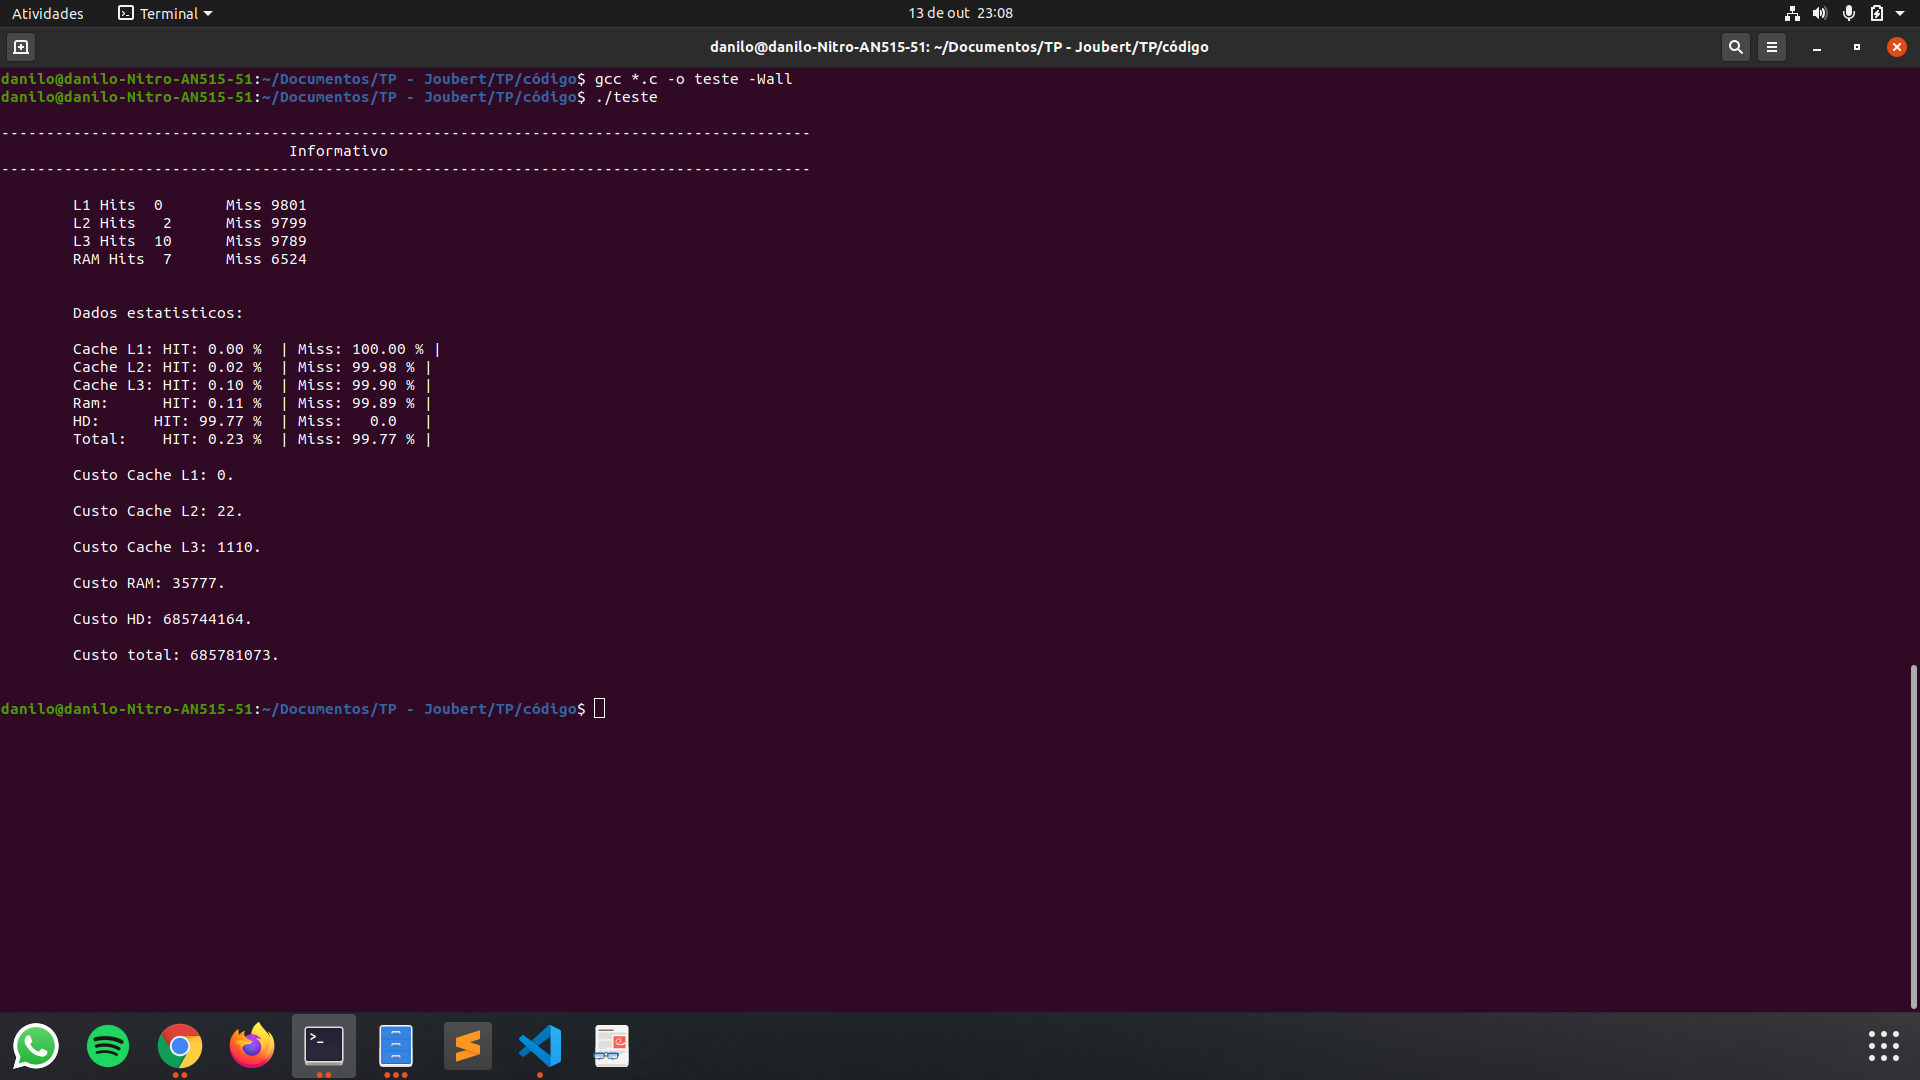 Atividades
Terminal
13 de out 23:08
danilo@danilo-Nitro-AN515-51: ~/Documentos/TP - Joubert/TP/código
danilo@danilo-Nitro-AN515-51:~/Documentos/TP - Joubert/TP/código$ gcc *.c -o teste -Wall
danilo@danilo-Nitro-AN515-51:~/Documentos/TP - Joubert/TP/código$ ./teste
------------------------------------------------------------------------------------------
Informativo
------------------------------------------------------------------------------------------
L1 Hits  0       Miss 9801
L2 Hits   2      Miss 9799
L3 Hits  10      Miss 9789
RAM Hits  7      Miss 6524
Dados estatisticos:
Cache L1: HIT: 0.00 %  | Miss: 100.00 % |
Cache L2: HIT: 0.02 %  | Miss: 99.98 % |
Cache L3: HIT: 0.10 %  | Miss: 99.90 % |
Ram:      HIT: 0.11 %  | Miss: 99.89 % |
HD:      HIT: 99.77 %  | Miss:   0.0   |
Total:    HIT: 0.23 %  | Miss: 99.77 % |
Custo Cache L1: 0.
Custo Cache L2: 22.
Custo Cache L3: 1110.
Custo RAM: 35777.
Custo HD: 685744164.
Custo total: 685781073.
danilo@danilo-Nitro-AN515-51:~/Documentos/TP - Joubert/TP/código$